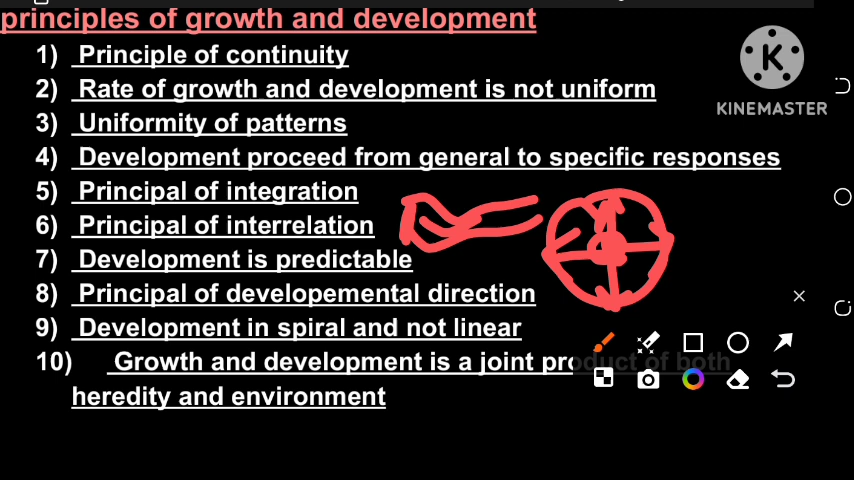 principles of growth and development
1) Principle of continuity
2) Rate of growth and development is not uniform
3) Uniformity of patterns
4) Development proceed from general to specific responses
5) Principal of integration
6) Principal of interrelation
7) Development is predictable
8) Principal of developemental direction
9) Development in spiral and not linear
10) Growth and development is a joint product of both
heredity and environment
K
KINEMASTER